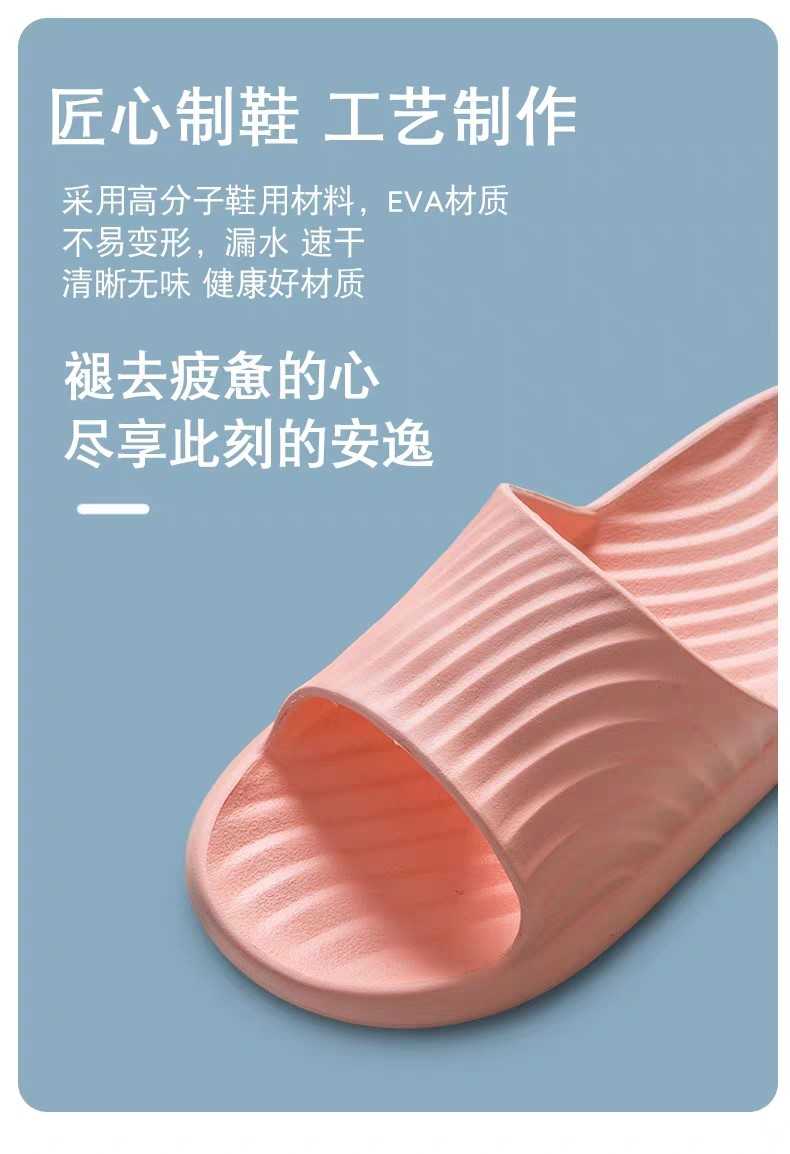 匠心制鞋 工艺制作
采用高分子鞋用材料，EVA材质
不易变形，漏水 速干
清晰无味 健康好材质
褪去疲惫的心
尽享此刻的安逸